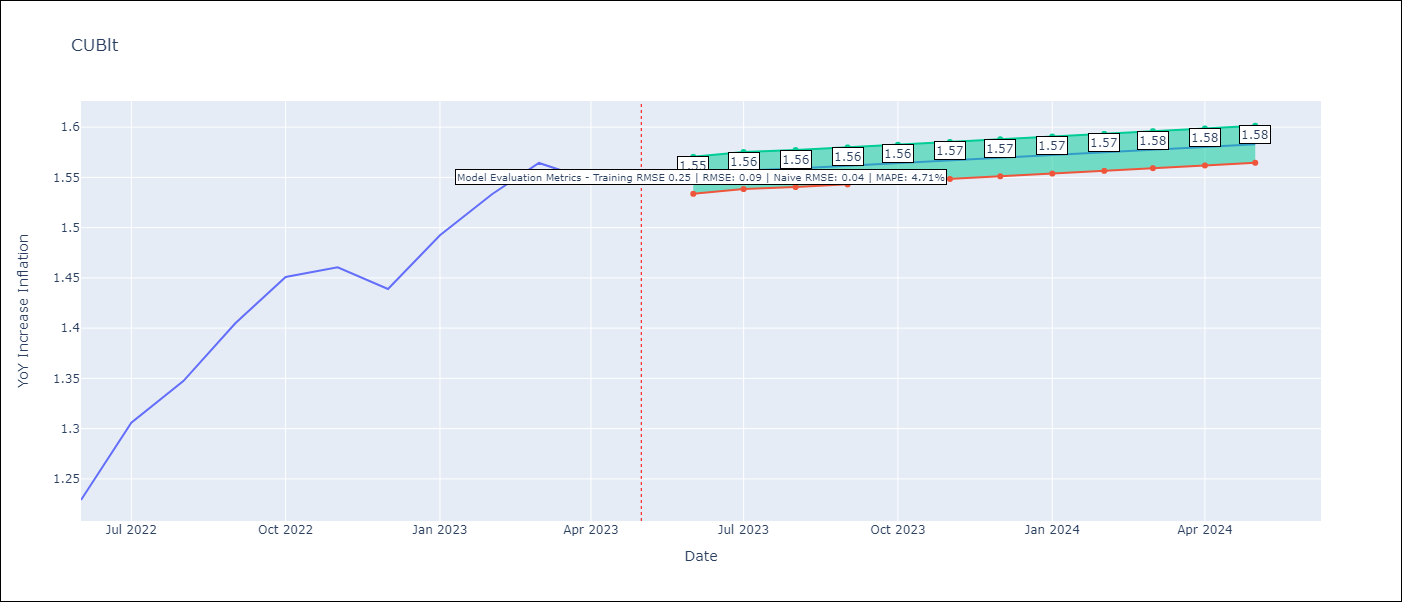 CUBlt
YoY Increase Inflation
1.6
1.55
1.5
1.45
1.4
1.35
1.3
1.25
1.55
1.56
1.56
1.56
1.56
1.57
1.57
1.57
1.57
1.58
1.58
1.58
Model Evaluation Metrics - Training RMSE 0.25 | RMSE: 0.09 | Naive RMSE: 0.04 | MAPE: 4.71%
Jul 2022
Oct 2022
Jan 2023
Apr 2023
Jul 2023
Oct 2023
Jan 2024
Apr 2024
Date